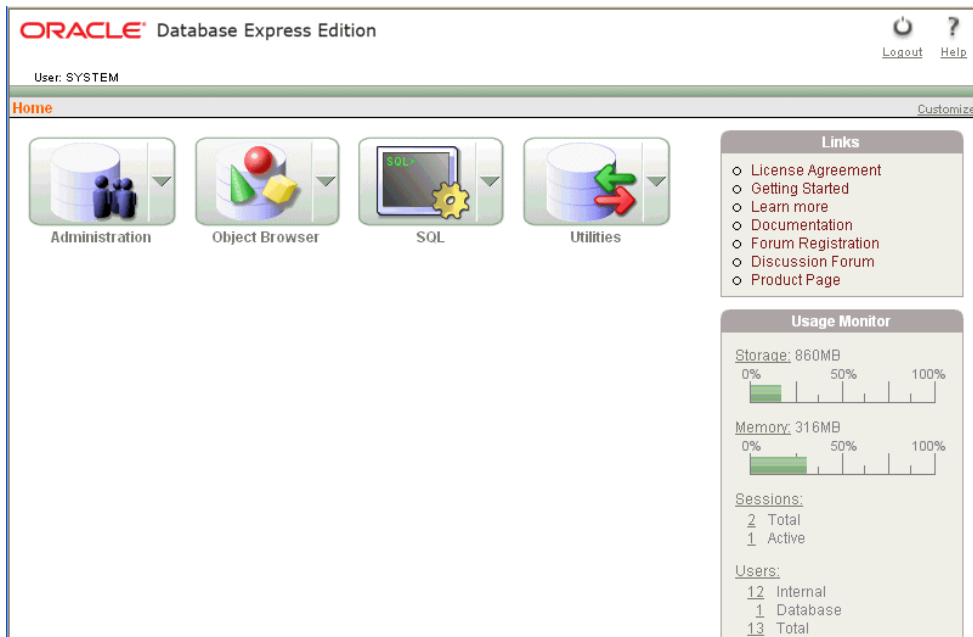 ORACLE® Database Express Edition
Logout Help
User: SYSTEM
Home
Customize
SQL>
Administration
Object Browser
SQL
Utilities
Links
License Agreement
Getting Started
Learn more
Documentation
Forum Registration
Discussion Forum
Product Page
Usage Monitor
Storage: 860MB
0% 50% 100%
Memory: 316MB
0% 50% 100%
Sessions:
2 Total
1 Active
Users:
12 Internal
1 Database
13 Total